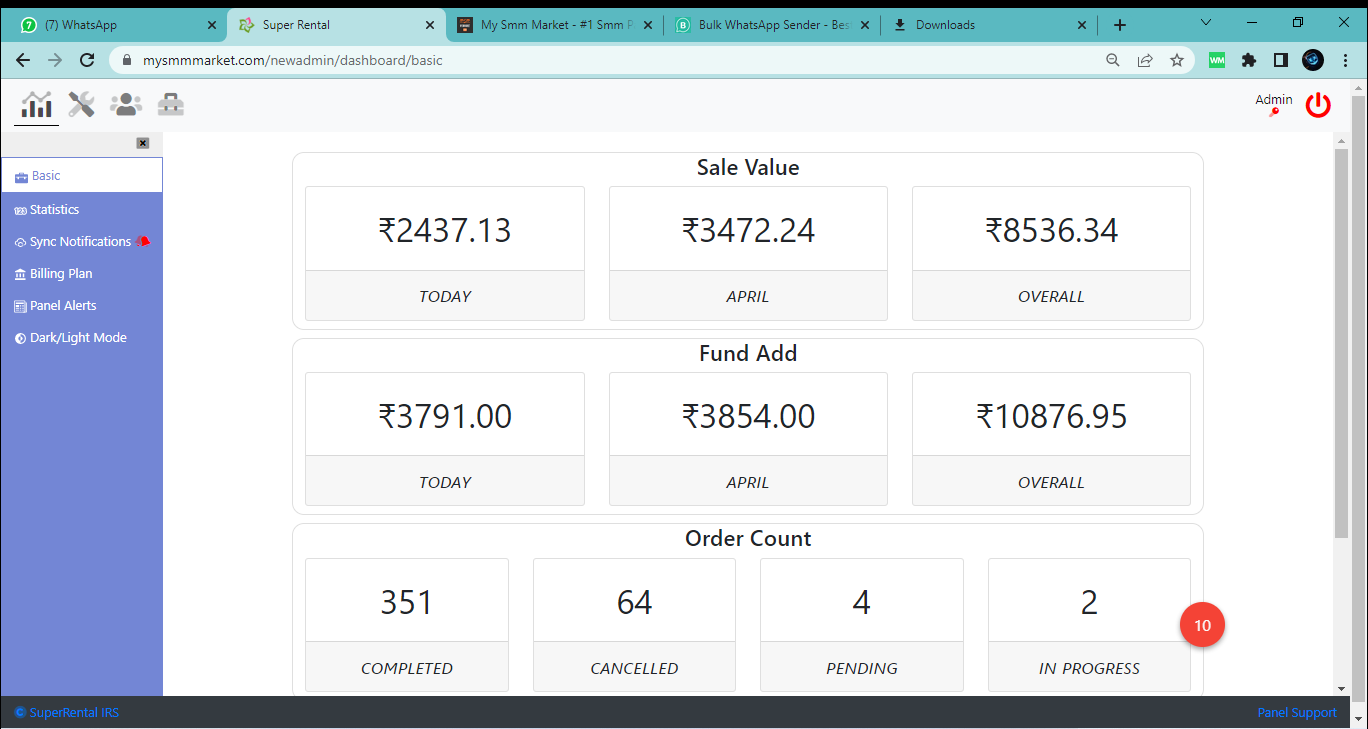 (7) WhatsApp
Super Rental
My Smm Market - #1 Smm P
Bulk WhatsApp Sender - Bes
Downloads
mysmmmarket.com/newadmin/dashboard/basic
WM
Admin
Basic
Statistics
Sync Notifications
Billing Plan
Panel Alerts
Dark/Light Mode
Sale Value
₹2437.13 ₹3472.24 ₹8536.34
TODAY APRIL OVERALL
Fund Add
₹3791.00 ₹3854.00 ₹10876.95
TODAY APRIL OVERALL
Order Count
351 64 4 2
10
COMPLETED CANCELLED PENDING IN PROGRESS
SuperRental IRS
Panel Support